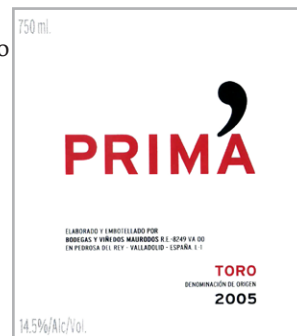 750 ml.
o
PRIMA
ELABORADO Y EMBOTELLADO POR
BODEGAS Y VIÑEDOS MAURODOS R.E.-8249 VA 00
EN PEDROSA DEL REY - VALLADOLID - ESPAÑA
TORO
DENOMINACIÓN DE ORIGEN
2005
14.5%/Alc/Vol.